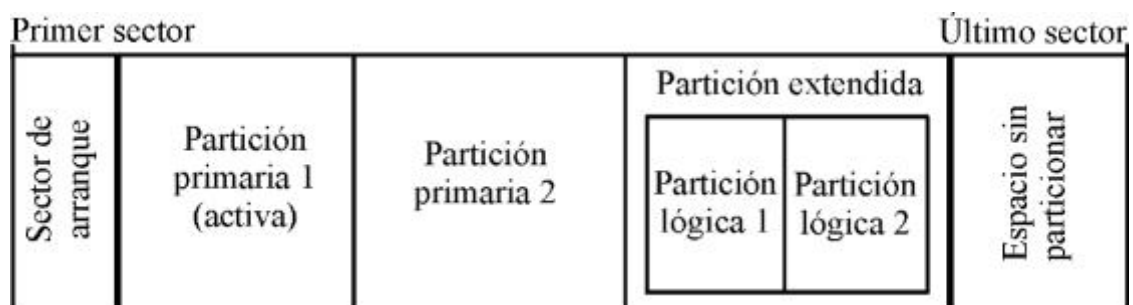 Primer sector
Último sector
Sector de
arranque
Partición
primaria 1
(activa)
Partición
primaria 2
Partición extendida
Partición
lógica 1
Partición
lógica 2
Espacio sin
particionar